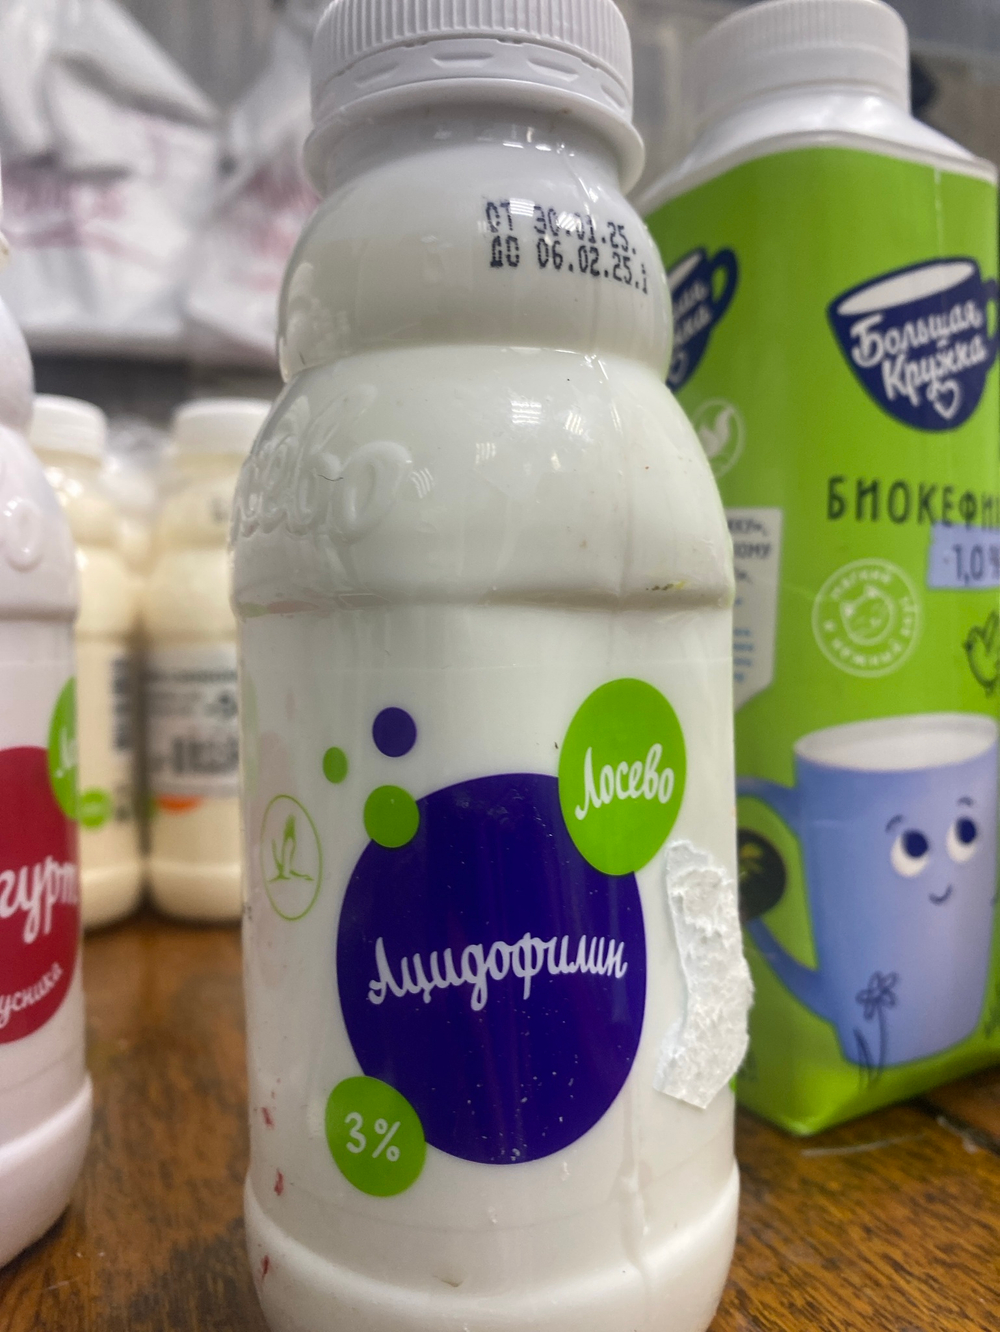 ОТ 30.01.25.
ДО 06.02.25.1
Лосево
Ацидофилин
3%
Большая
Кружка
БИОКЕФИ
1,0%
гурт
усника